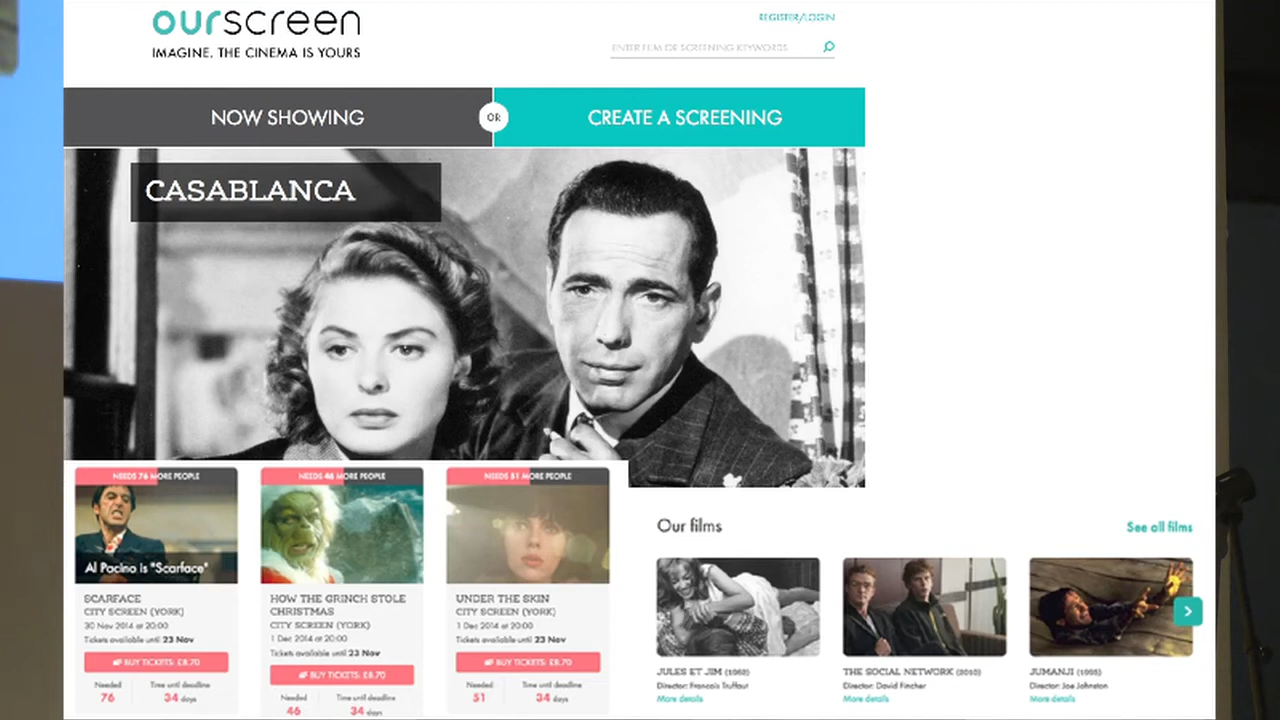 ourscreen
IMAGINE, THE CINEMA IS YOURS
REGISTER/LOGIN
ENTER FILM OR SCREENING KEYWORDS
NOW SHOWING
OR
CREATE A SCREENING
CASABLANCA
NEEDS 76 MORE PEOPLE
Al Pacino is "Scarface"
SCARFACE
CITY SCREEN (YORK)
30 Nov 2014 at 20:00
Tickets available until 23 Nov
BUY TICKETS: £8.70
Needed
76
Time until deadline
34 days
NEEDS 46 MORE PEOPLE
HOW THE GRINCH STOLE
CHRISTMAS
CITY SCREEN (YORK)
1 Dec 2014 at 20:00
Tickets available until 23 Nov
BUY TICKETS: £8.70
Needed
46
Time until deadline
34 days
NEEDS 51 MORE PEOPLE
UNDER THE SKIN
CITY SCREEN (YORK)
1 Dec 2014 at 20:00
Tickets available until 23 Nov
BUY TICKETS: £8.70
Needed
51
Time until deadline
34 days
Our films
See all films
JULES ET JIM (1962)
Director: Francois Truffaut
More details
THE SOCIAL NETWORK (2010)
Director: David Fincher
More details
JUMANJI (1995)
Director: Joe Johnston
More details